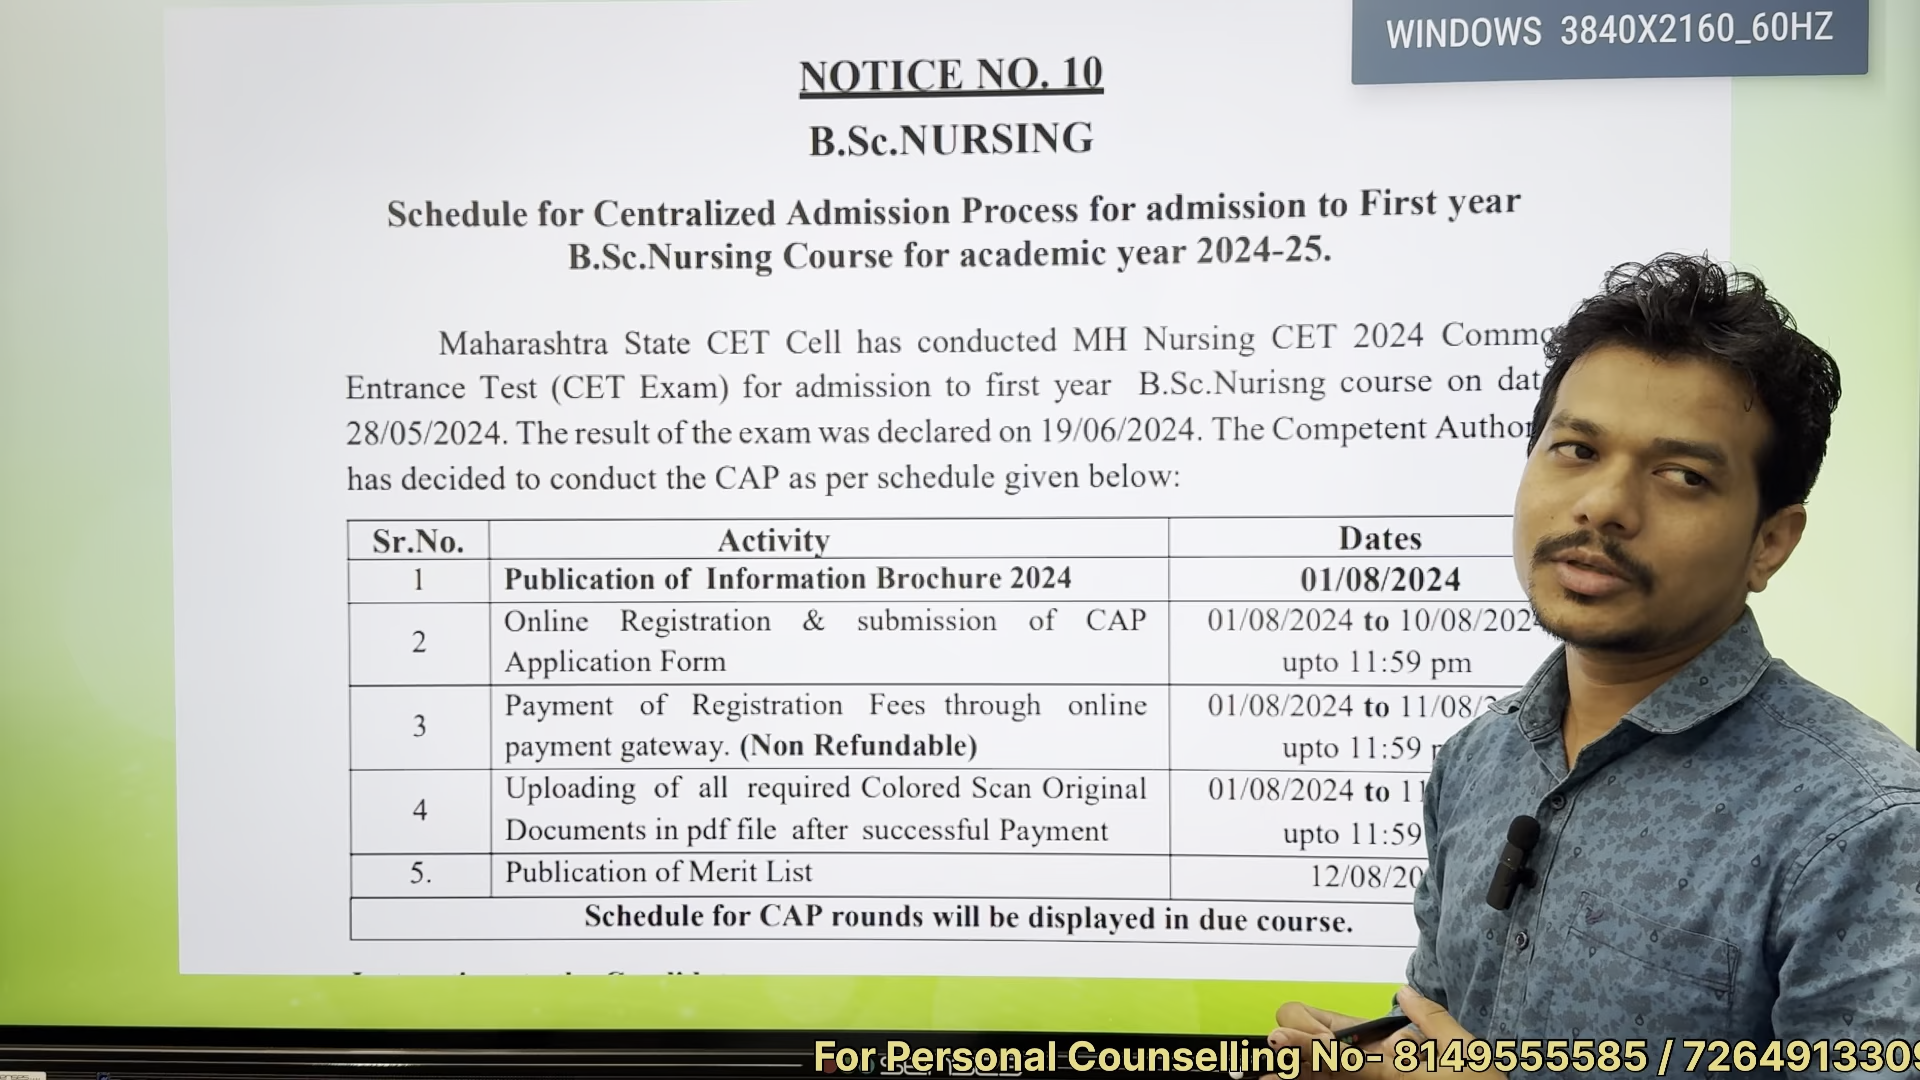 WINDOWS 3840X2160_60HZ
NOTICE NO. 10
B.Sc.NURSING
Schedule for Centralized Admission Process for admission to First year
B.Sc.Nursing Course for academic year 2024-25.
Maharashtra State CET Cell has conducted MH Nursing CET 2024
Entrance Test (CET Exam) for admission to first year B.Sc.Nurisng course on
28/05/2024. The result of the exam was declared on 19/06/2024. The Competent
has decided to conduct the CAP as per schedule given below:
Sr.No. Activity Dates
1 Publication of Information Brochure 2024 01/08/2024
2 Online Registration & submission of CAP Application Form 01/08/2024 to
upto 11:59 pm
3 Payment of Registration Fees through online payment gateway. (Non Refundable) 01/08/2024 to
upto 11:59
4 Uploading of all required Colored Scan Original Documents in pdf file after successful Payment 01/08/2024 to
upto 11:59
5. Publication of Merit List
Schedule for CAP rounds will be displayed in due course.
For Personal Counselling No- 8149555585 /